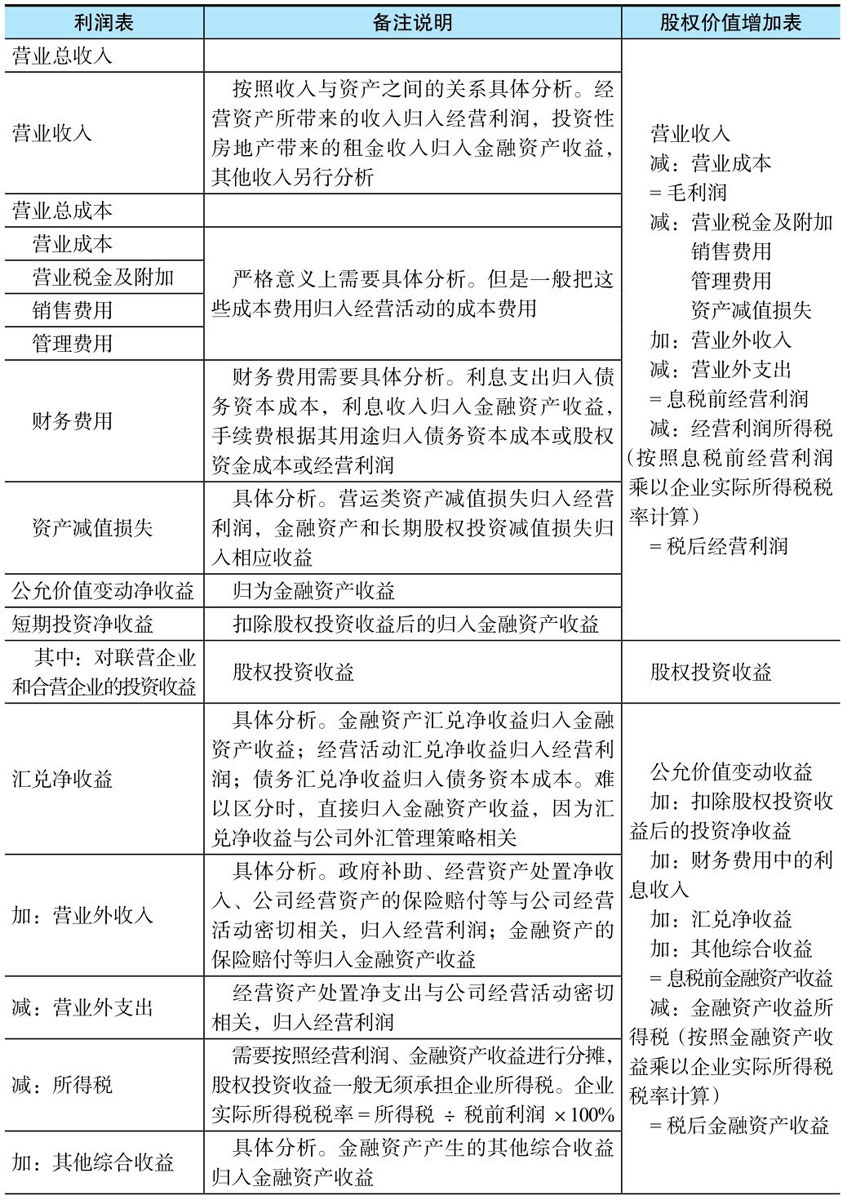 利润表
备注说明
股权价值增加表
营业总收入
营业收入
按照收入与资产之间的关系具体分析。经
营资产所带来的收入归入经营利润，投资性
房地产带来的租金收入归入金融资产收益，
其他收入另行分析
营业总成本
营业成本
营业税金及附加
销售费用
管理费用
严格意义上需要具体分析。但是一般把这
些成本费用归入经营活动的成本费用
财务费用
财务费用需要具体分析。利息支出归入债
务资本成本，利息收入归入金融资产收益，
手续费根据其用途归入债务资本成本或股权
资金成本或经营利润
资产减值损失
具体分析。营运类资产减值损失归入经营
利润，金融资产和长期股权投资减值损失归
入相应收益
公允价值变动净收益
归为金融资产收益
短期投资净收益
扣除股权投资收益后的归入金融资产收益
营业收入
减：营业成本
=毛利润
减：营业税金及附加
销售费用
管理费用
资产减值损失
加：营业外收入
减：营业外支出
=息税前经营利润
减：经营利润所得税
（按照息税前经营利润
乘以企业实际所得税税
率计算）
=税后经营利润
其中：对联营企业
和合营企业的投资收益
股权投资收益
股权投资收益
汇兑净收益
具体分析。金融资产汇兑净收益归入金融
资产收益；经营活动汇兑净收益归入经营利
润；债务汇兑净收益归入债务资本成本。难
以区分时，直接归入金融资产收益，因为汇
兑净收益与公司外汇管理策略相关
加：营业外收入
具体分析。政府补助、经营资产处置净收
入、公司经营资产的保险赔付等与公司经营
活动密切相关，归入经营利润；金融资产的
保险赔付等归入金融资产收益
减：营业外支出
经营资产处置净支出与公司经营活动密切
相关，归入经营利润
减：所得税
需要按照经营利润、金融资产收益进行分摊，
股权投资收益一般无须承担企业所得税。企业
实际所得税税率=所得税 ÷ 税前利润 ×100%
加：其他综合收益
具体分析。金融资产产生的其他综合收益
归入金融资产收益
公允价值变动收益
加：扣除股权投资收
益后的投资净收益
加：财务费用中的利
息收入
加：汇兑净收益
加：其他综合收益
=息税前金融资产收益
减：金融资产收益所
得税（按照金融资产收
益乘以企业实际所得税
税率计算）
=税后金融资产收益